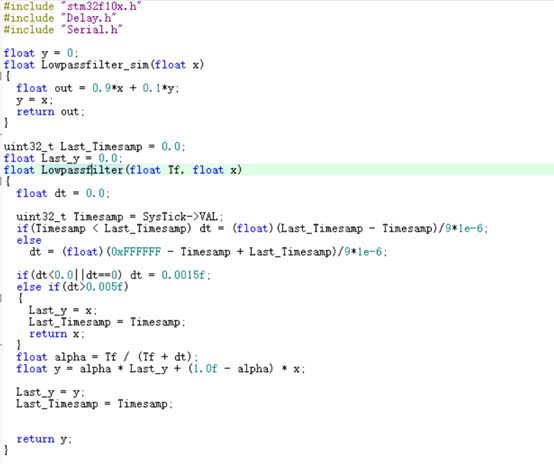 #include "stm32f10x.h"
#include "Delay.h"
#include "Serial.h"
float y = 0;
float Lowpassfilter_sim(float x)
{
float out = 0.9*x + 0.1*y;
y = x;
return out;
}
uint32_t Last_Timesamp = 0.0;
float Last_y = 0.0;
float Lowpassfilter(float Tf, float x)
{
float dt = 0.0;
uint32_t Timesamp = SysTick->VAL;
if(Timesamp < Last_Timesamp) dt = (float)(Last_Timesamp - Timesamp)/9*1e-6;
else
dt = (float)(0xFFFFFF - Timesamp + Last_Timesamp)/9*1e-6;
if(dt<0.0||dt==0) dt = 0.0015f;
else if(dt>0.005f)
{
Last_y = x;
Last_Timesamp = Timesamp;
return x;
}
float alpha = Tf / (Tf + dt);
float y = alpha * Last_y + (1.0f - alpha) * x;
Last_y = y;
Last_Timesamp = Timesamp;
return y;
}